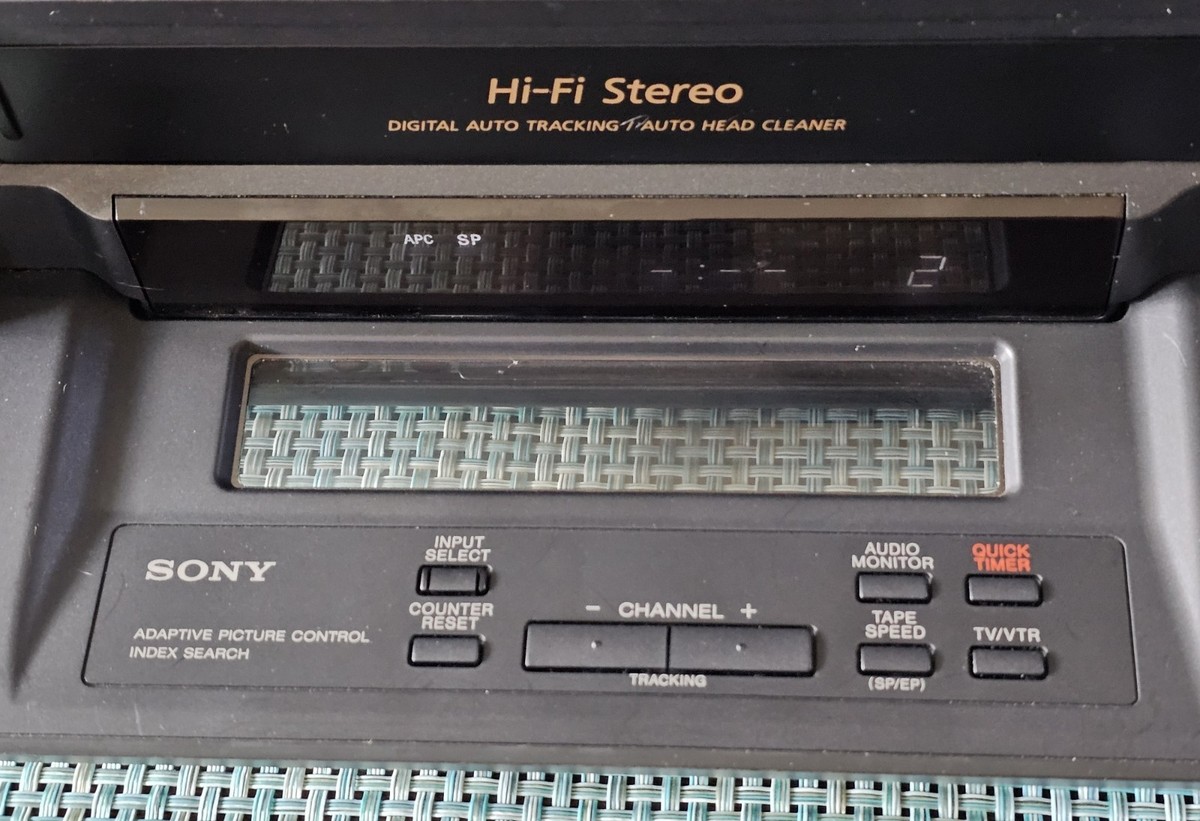 Hi-Fi Stereo
DIGITAL AUTO TRACKING AUTO HEAD CLEANER
APC SP
- : - - 2
INPUT SELECT
AUDIO MONITOR
QUICK TIMER
SONY
COUNTER RESET
- CHANNEL +
TAPE SPEED
TV/VTR
ADAPTIVE PICTURE CONTROL
INDEX SEARCH
TRACKING
(SP/EP)